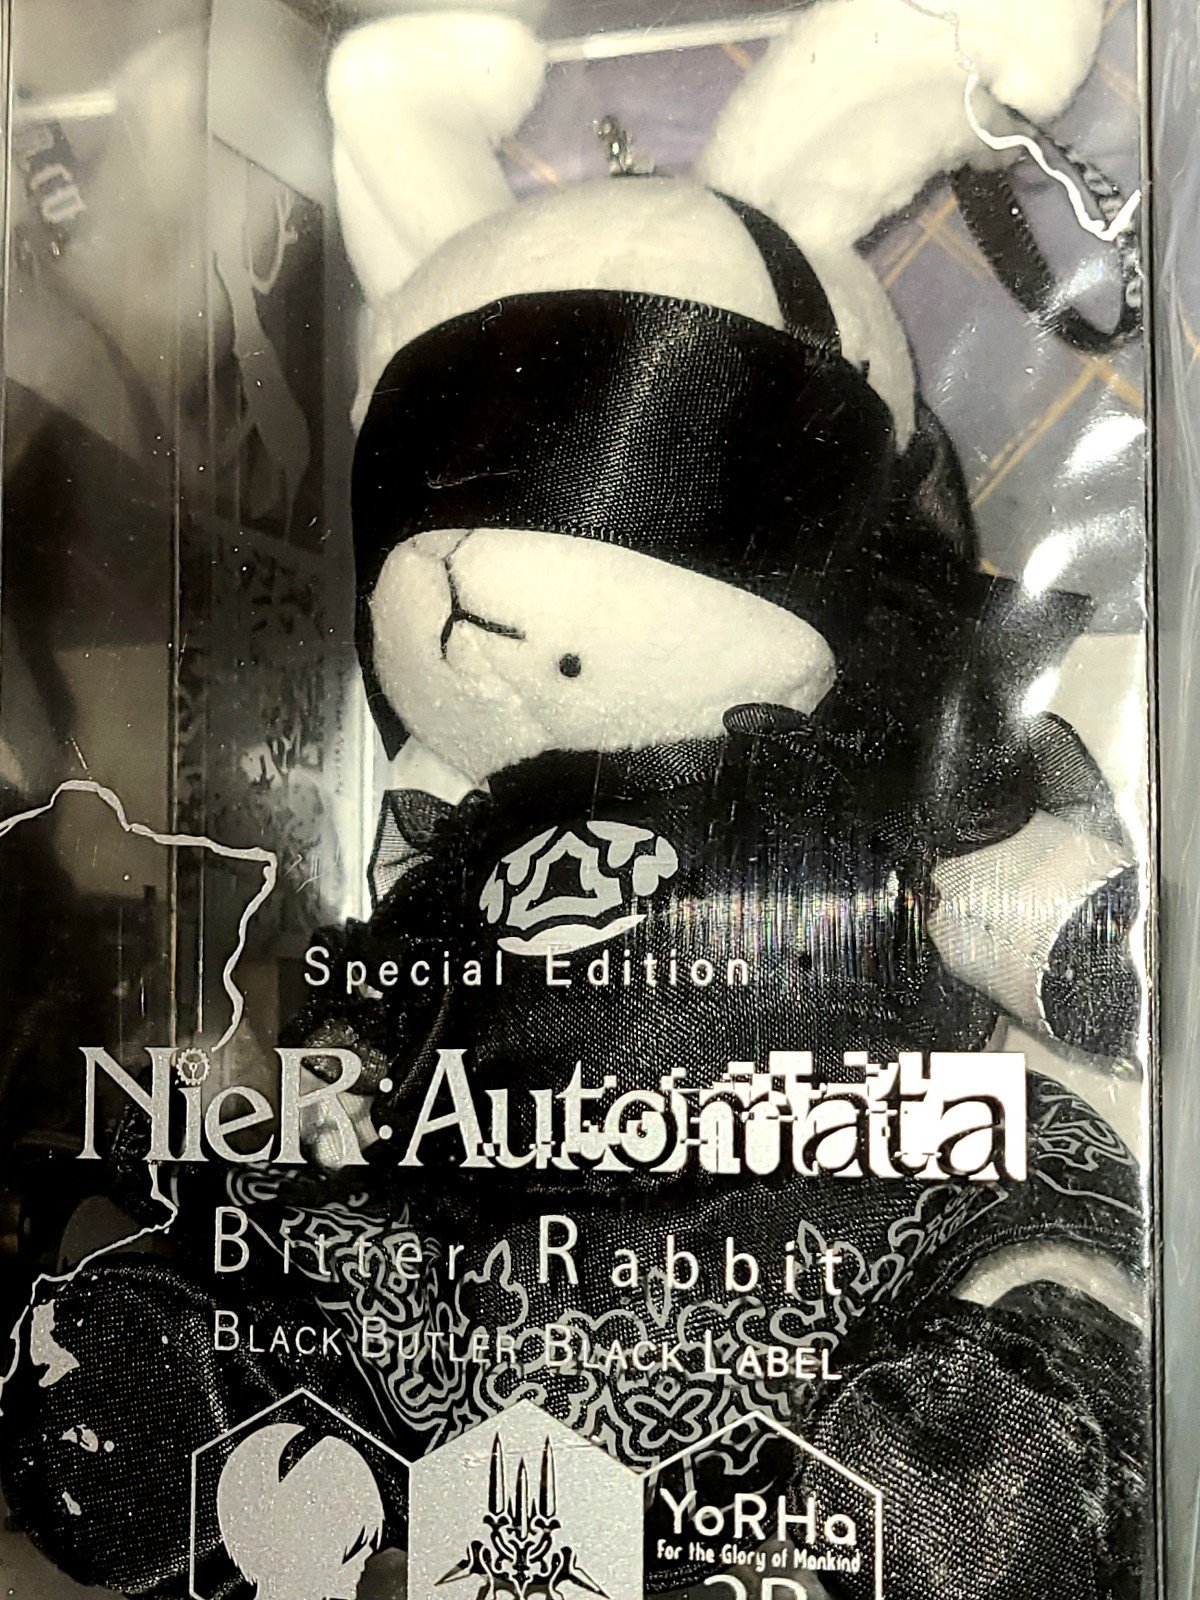 Special Edition
NieR:Automata
Bitter Rabbit
BLACK BUTLER BLACK LABEL
YoRHa
For the Glory of Mankind